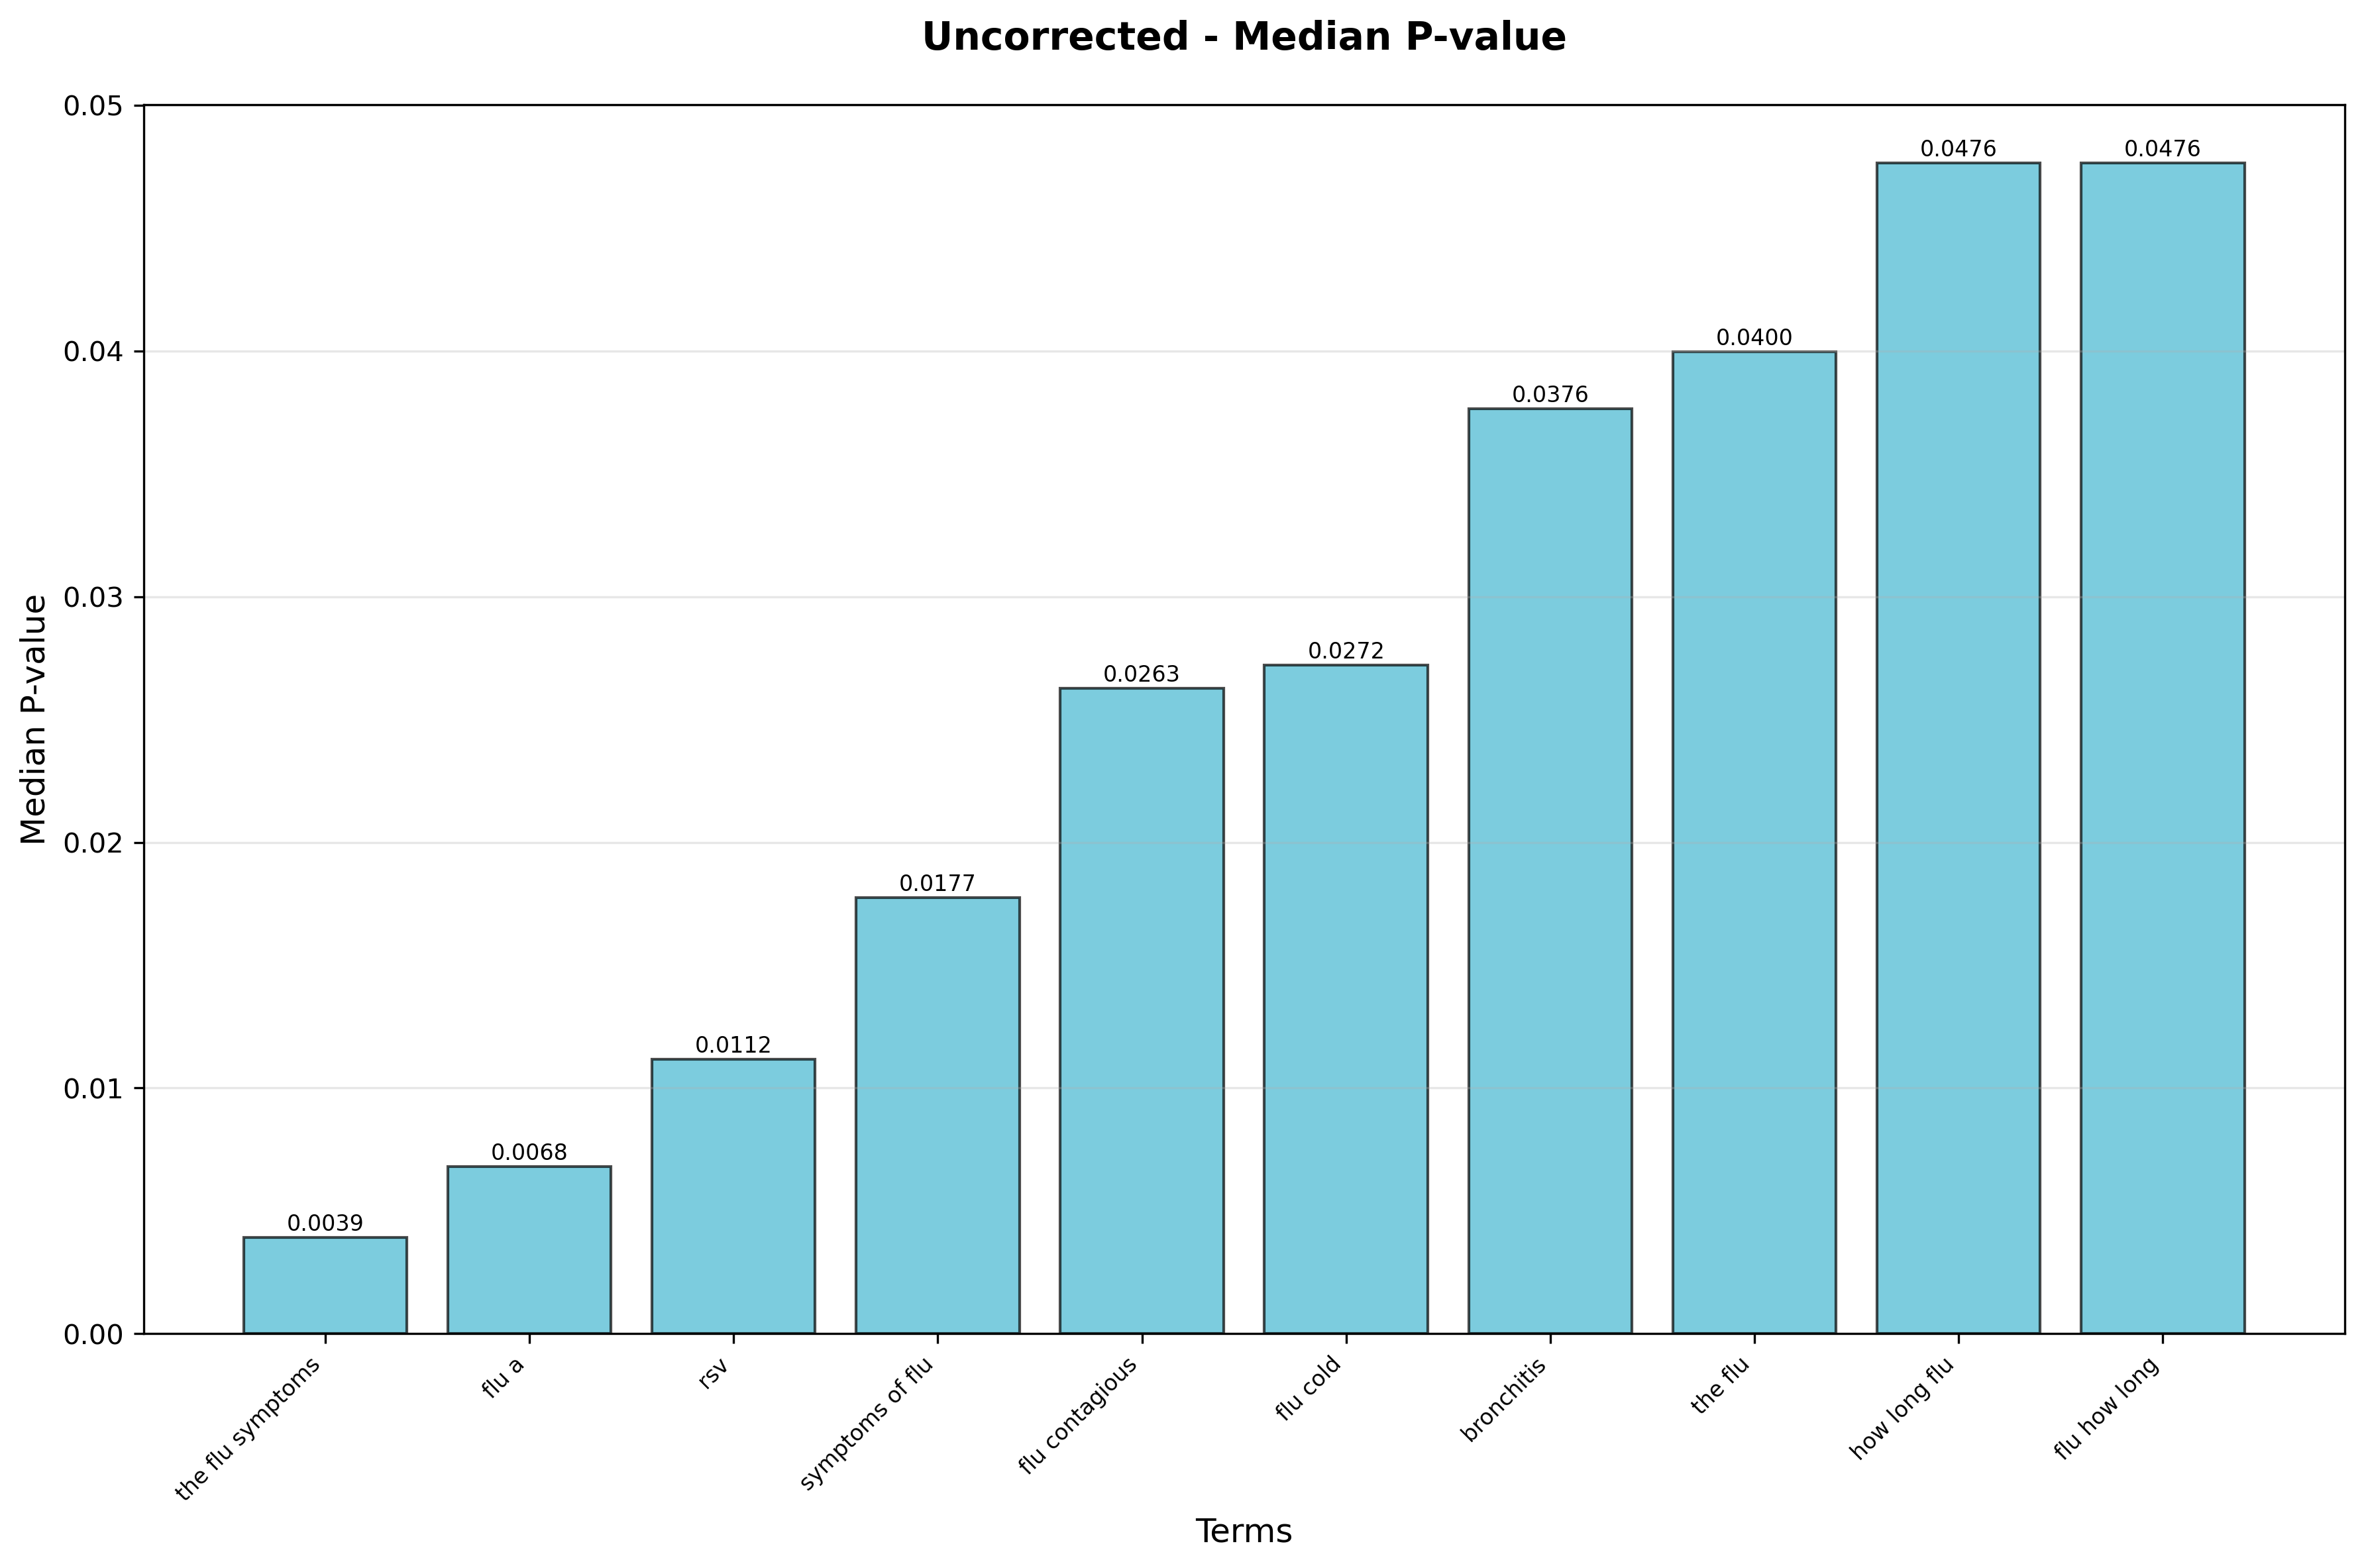 Uncorrected - Median P-value
Median P-value
0.05
0.04
0.03
0.02
0.01
0.00
0.0039
0.0068
0.0112
0.0177
0.0263
0.0272
0.0376
0.0400
0.0476
0.0476
the flu symptoms
flu a
rsv
symptoms of flu
flu contagious
flu cold
bronchitis
the flu
how long flu
flu how long
Terms